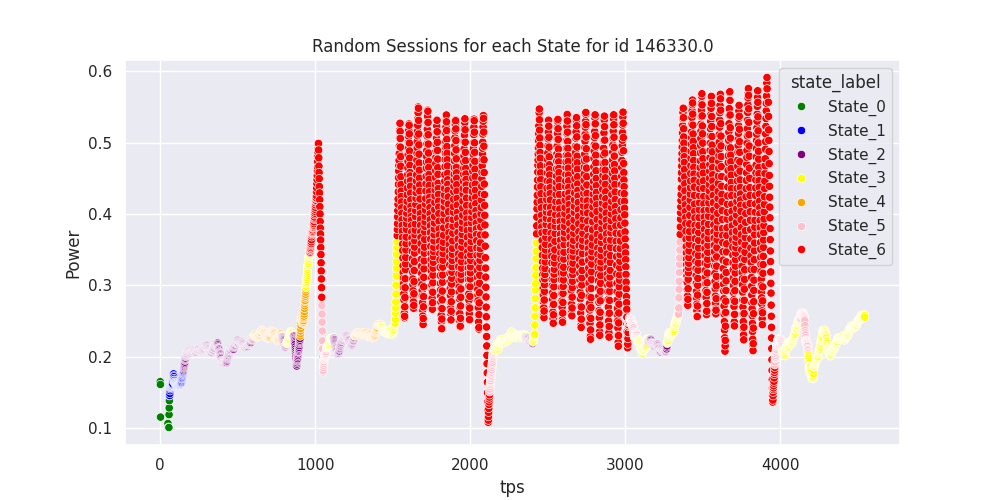 Random Sessions for each State for id 146330.0
Power
0.6
0.5
0.4
0.3
0.2
0.1
0
1000
2000
3000
4000
tps
state_label
State_0
State_1
State_2
State_3
State_4
State_5
State_6